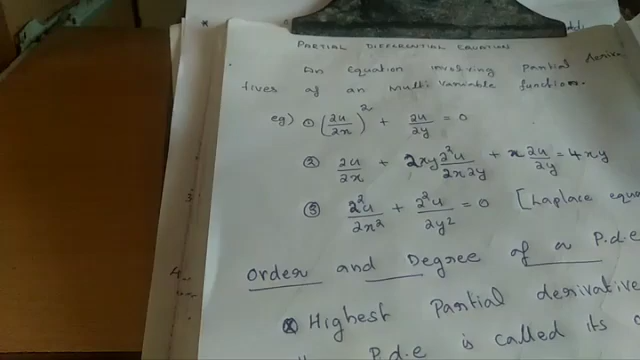 PARTIAL DIFFERENTIAL EQUATION
An Equation involving Partial deriva
tives of an Multi Variable function.
eg) ① (∂u/∂x)² + ∂u/∂y = 0
② ∂u/∂x + 2xy ∂²u/∂x∂y + x ∂u/∂y = 4xy
③ ∂²u/∂x² + ∂²u/∂y² = 0 [Laplace equa
Order and Degree of a P.d.e
Highest Partial derivative
P.d.e is called its